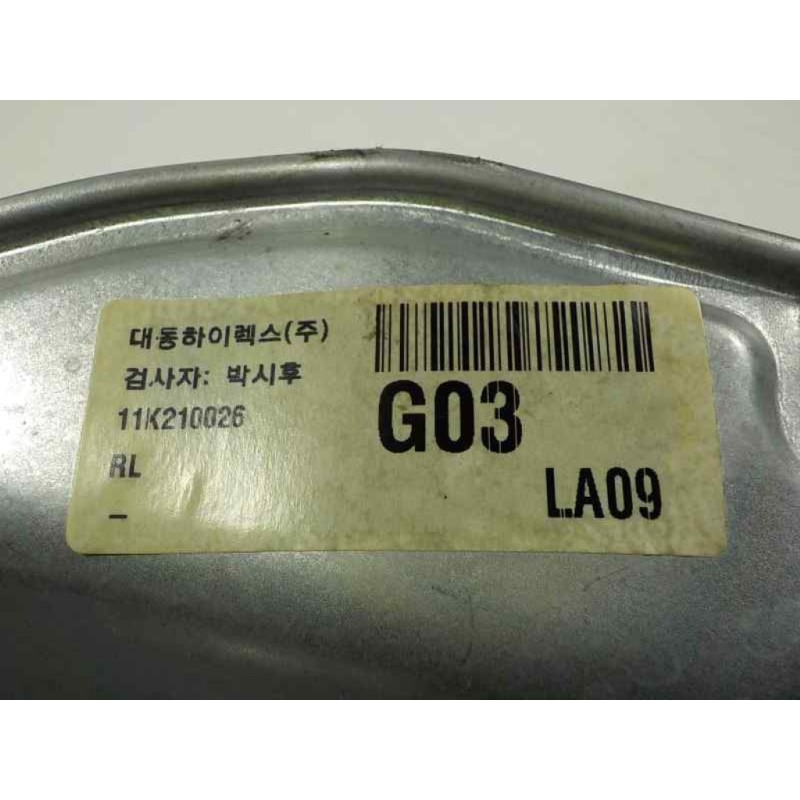 대동하이렉스(주)
검사자: 박시후
11K210026
RL
-
G03
LA09